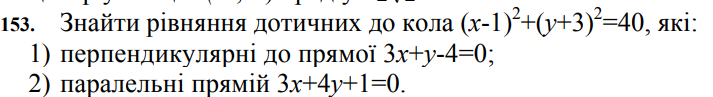 153. Знайти рівняння дотичних до кола (x-1)²+(y+3)²=40, які:
1) перпендикулярні до прямої 3x+y-4=0;
2) паралельні прямій 3x+4y+1=0.